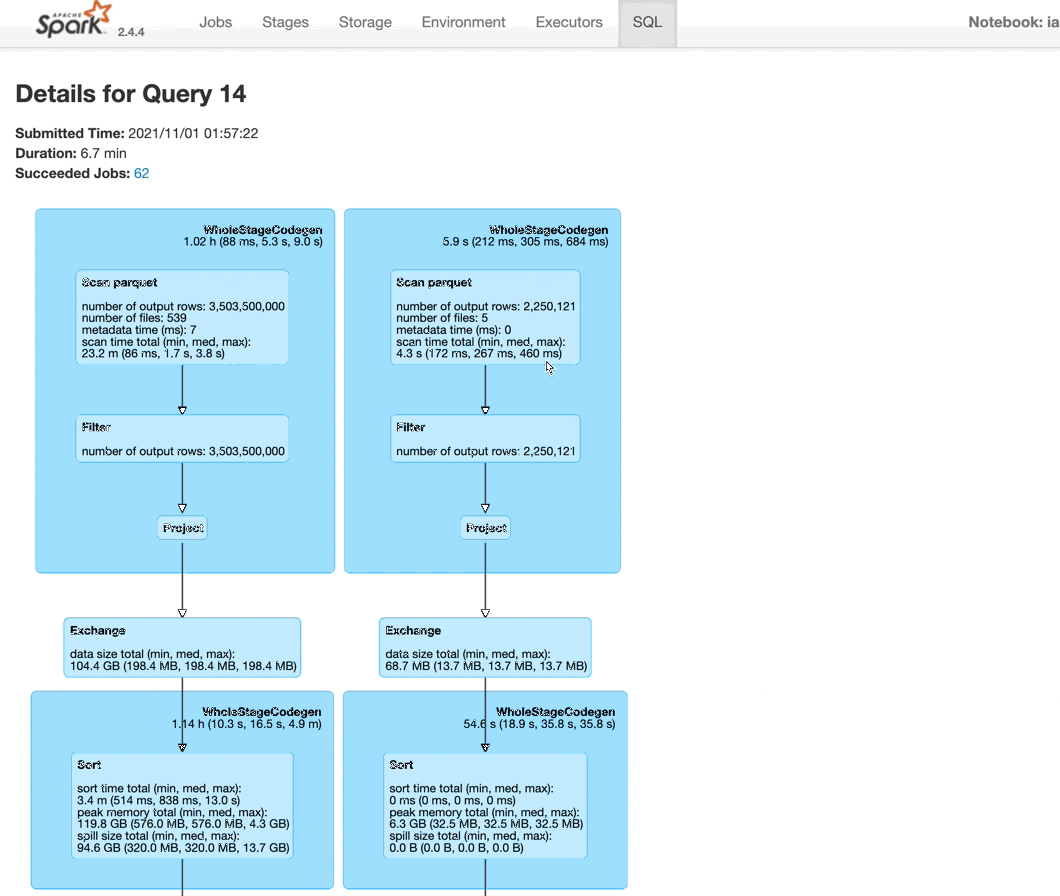 APACHE
Spark 2.4.4
Jobs
Stages
Storage
Environment
Executors
SQL
Notebook: ia
Details for Query 14
Submitted Time: 2021/11/01 01:57:22
Duration: 6.7 min
Succeeded Jobs: 62
WholeStageCodegen
1.02 h (88 ms, 5.3 s, 9.0 s)
Scan parquet
number of output rows: 3,503,500,000
number of files: 539
metadata time (ms): 7
scan time total (min, med, max):
23.2 m (86 ms, 1.7 s, 3.8 s)
Filter
number of output rows: 3,503,500,000
Project
WholeStageCodegen
5.9 s (212 ms, 305 ms, 684 ms)
Scan parquet
number of output rows: 2,250,121
number of files: 5
metadata time (ms): 0
scan time total (min, med, max):
4.3 s (172 ms, 267 ms, 460 ms)
Filter
number of output rows: 2,250,121
Project
Exchange
data size total (min, med, max):
104.4 GB (198.4 MB, 198.4 MB, 198.4 MB)
Exchange
data size total (min, med, max):
68.7 MB (13.7 MB, 13.7 MB, 13.7 MB)
WholeStageCodegen
1.14 h (10.3 s, 16.5 s, 4.9 m)
Sort
sort time total (min, med, max):
3.4 m (514 ms, 838 ms, 13.0 s)
peak memory total (min, med, max):
119.8 GB (576.0 MB, 576.0 MB, 4.3 GB)
spill size total (min, med, max):
94.6 GB (320.0 MB, 320.0 MB, 13.7 GB)
WholeStageCodegen
54.6 s (18.9 s, 35.8 s, 35.8 s)
Sort
sort time total (min, med, max):
0 ms (0 ms, 0 ms, 0 ms)
peak memory total (min, med, max):
6.3 GB (32.5 MB, 32.5 MB, 32.5 MB)
spill size total (min, med, max):
0.0 B (0.0 B, 0.0 B, 0.0 B)